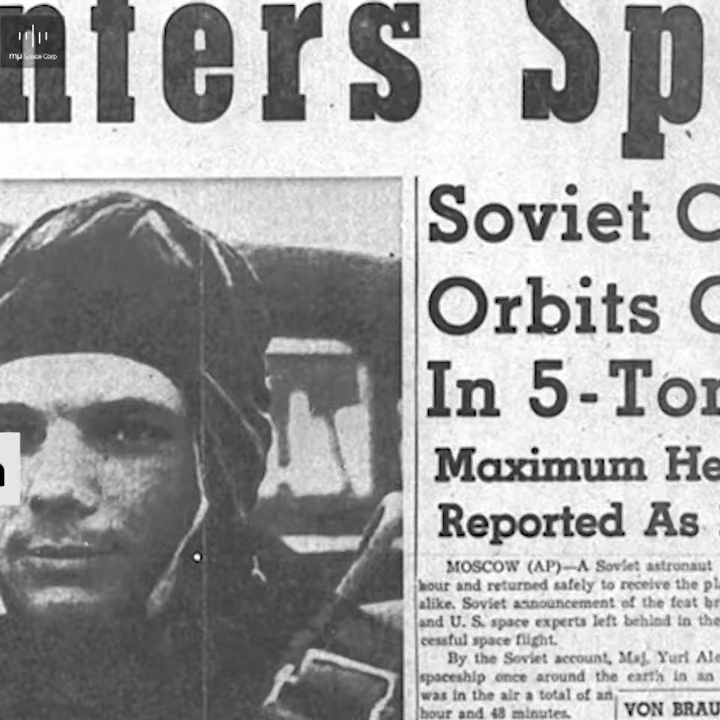 mµ Space Corp
nters Sp
Soviet O
Orbits G
In 5-Ton
Maximum He
Reported As
MOSCOW (AP)—A Soviet astronaut
hour and returned safely to receive the pl
alike. Soviet announcement of the feat br
and U. S. space experts left behind in the
cessful space flight.
By the Soviet account, Maj. Yuri Ale
spaceship once around the earth in an
was in the air a total of an
hour and 48 minutes.
VON BRAU